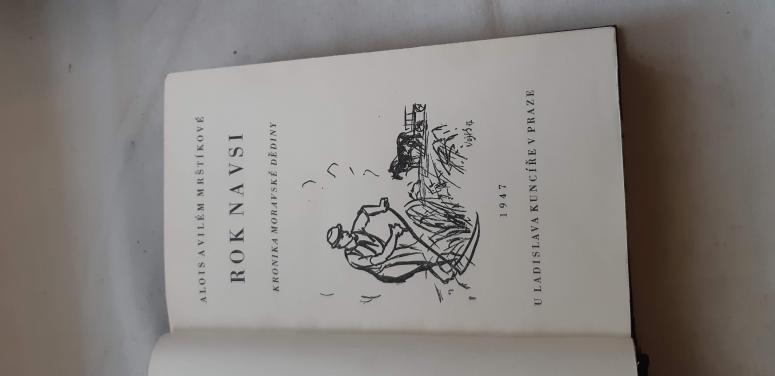 ALOIS A VILÉM MRŠTÍKOVÉ
ROK NA VSI
KRONIKA MORAVSKÉ DĚDINY
1947
U LADISLAVA KUNCÍŘE V PRAZE